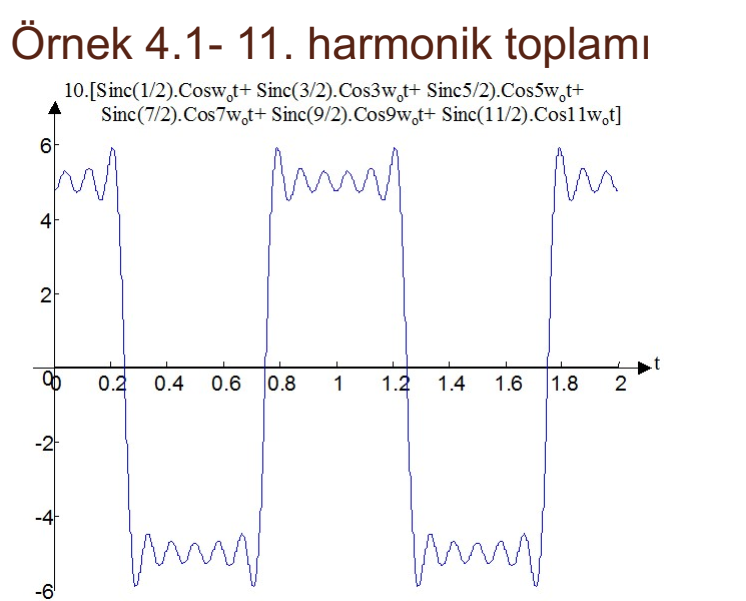 Örnek 4.1- 11. harmonik toplamı
10.[Sinc(1/2).Coswₒt+ Sinc(3/2).Cos3wₒt+ Sinc5/2).Cos5wₒt+
Sinc(7/2).Cos7wₒt+ Sinc(9/2).Cos9wₒt+ Sinc(11/2).Cos11wₒt]
6
4
2
0
-2
-4
-6
0 0.2 0.4 0.6 0.8 1 1.2 1.4 1.6 1.8 2
t